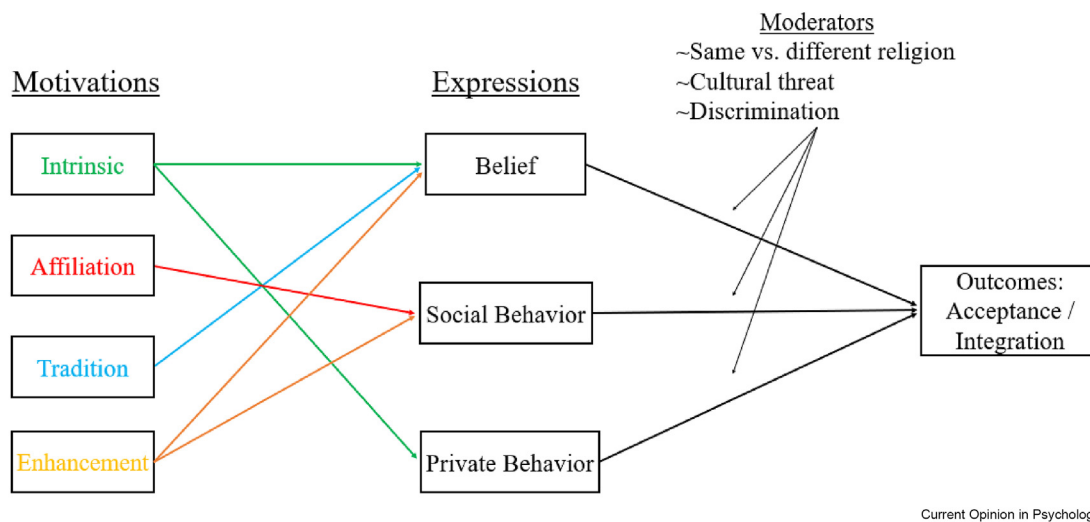 Moderators
~Same vs. different religion
~Cultural threat
~Discrimination
Motivations
Expressions
Intrinsic
Belief
Affiliation
Social Behavior
Outcomes:
Acceptance /
Integration
Tradition
Enhancement
Private Behavior
Current Opinion in Psycholog